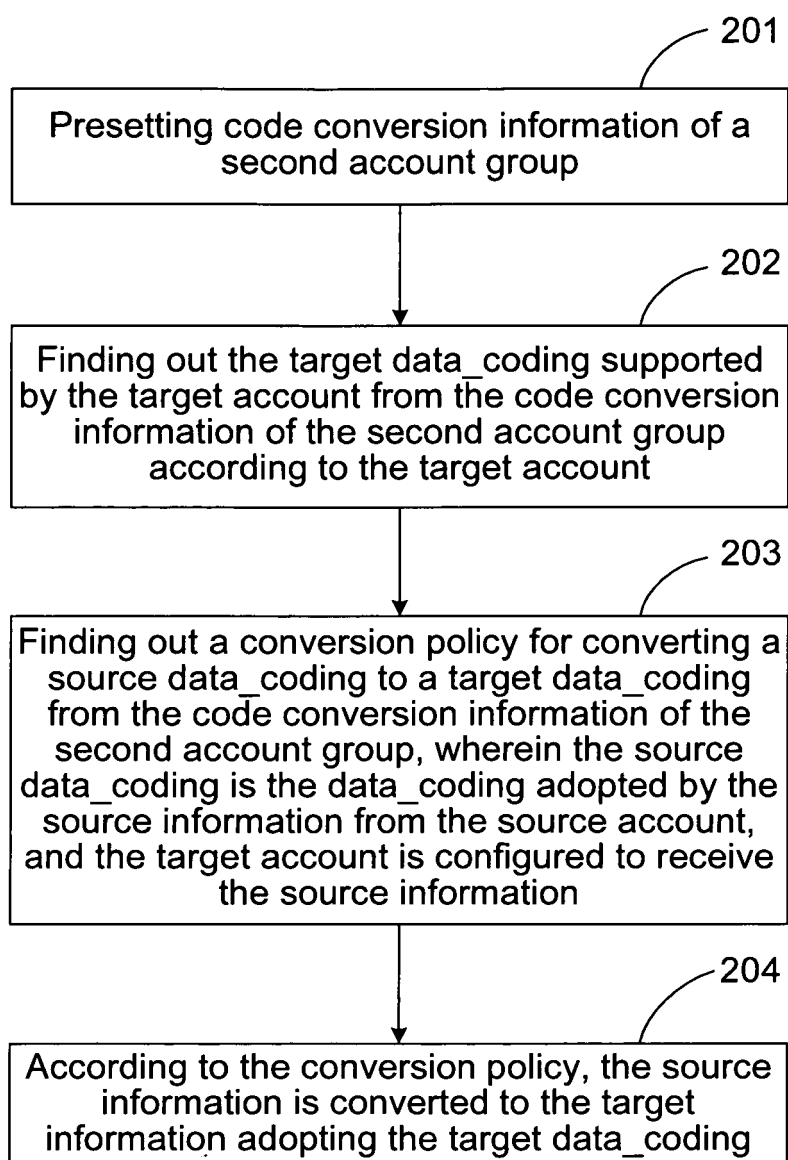 201
Presetting code conversion information of a
second account group
202
Finding out the target data_coding supported
by the target account from the code conversion
information of the second account group
according to the target account
203
Finding out a conversion policy for converting a
source data_coding to a target data_coding
from the code conversion information of the
second account group, wherein the source
data_coding is the data_coding adopted by the
source information from the source account,
and the target account is configured to receive
the source information
204
According to the conversion policy, the source
information is converted to the target
information adopting the target data_coding